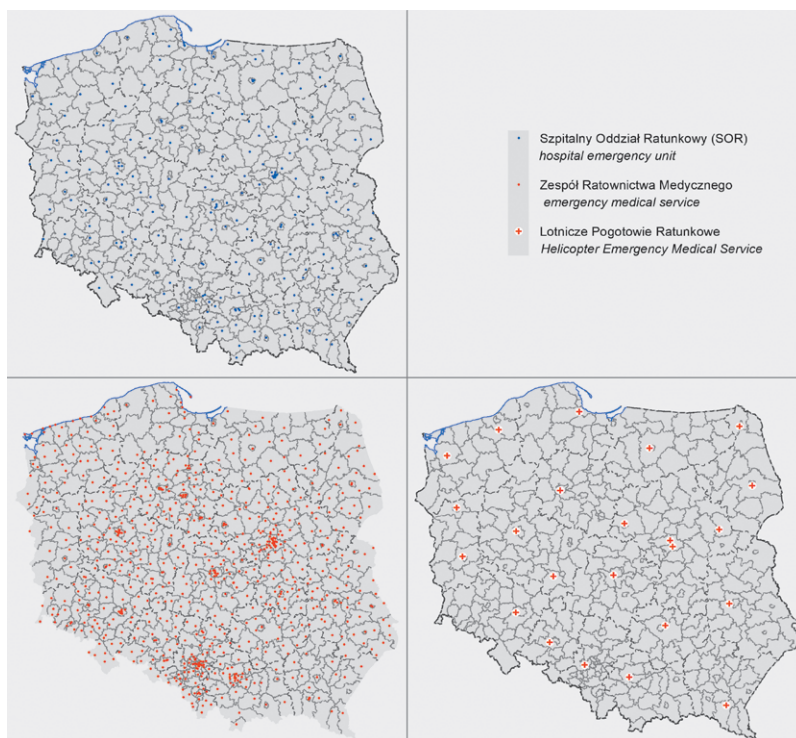 Szpitalny Oddział Ratunkowy (SOR)
hospital emergency unit
Zespół Ratownictwa Medycznego
emergency medical service
Lotnicze Pogotowie Ratunkowe
Helicopter Emergency Medical Service